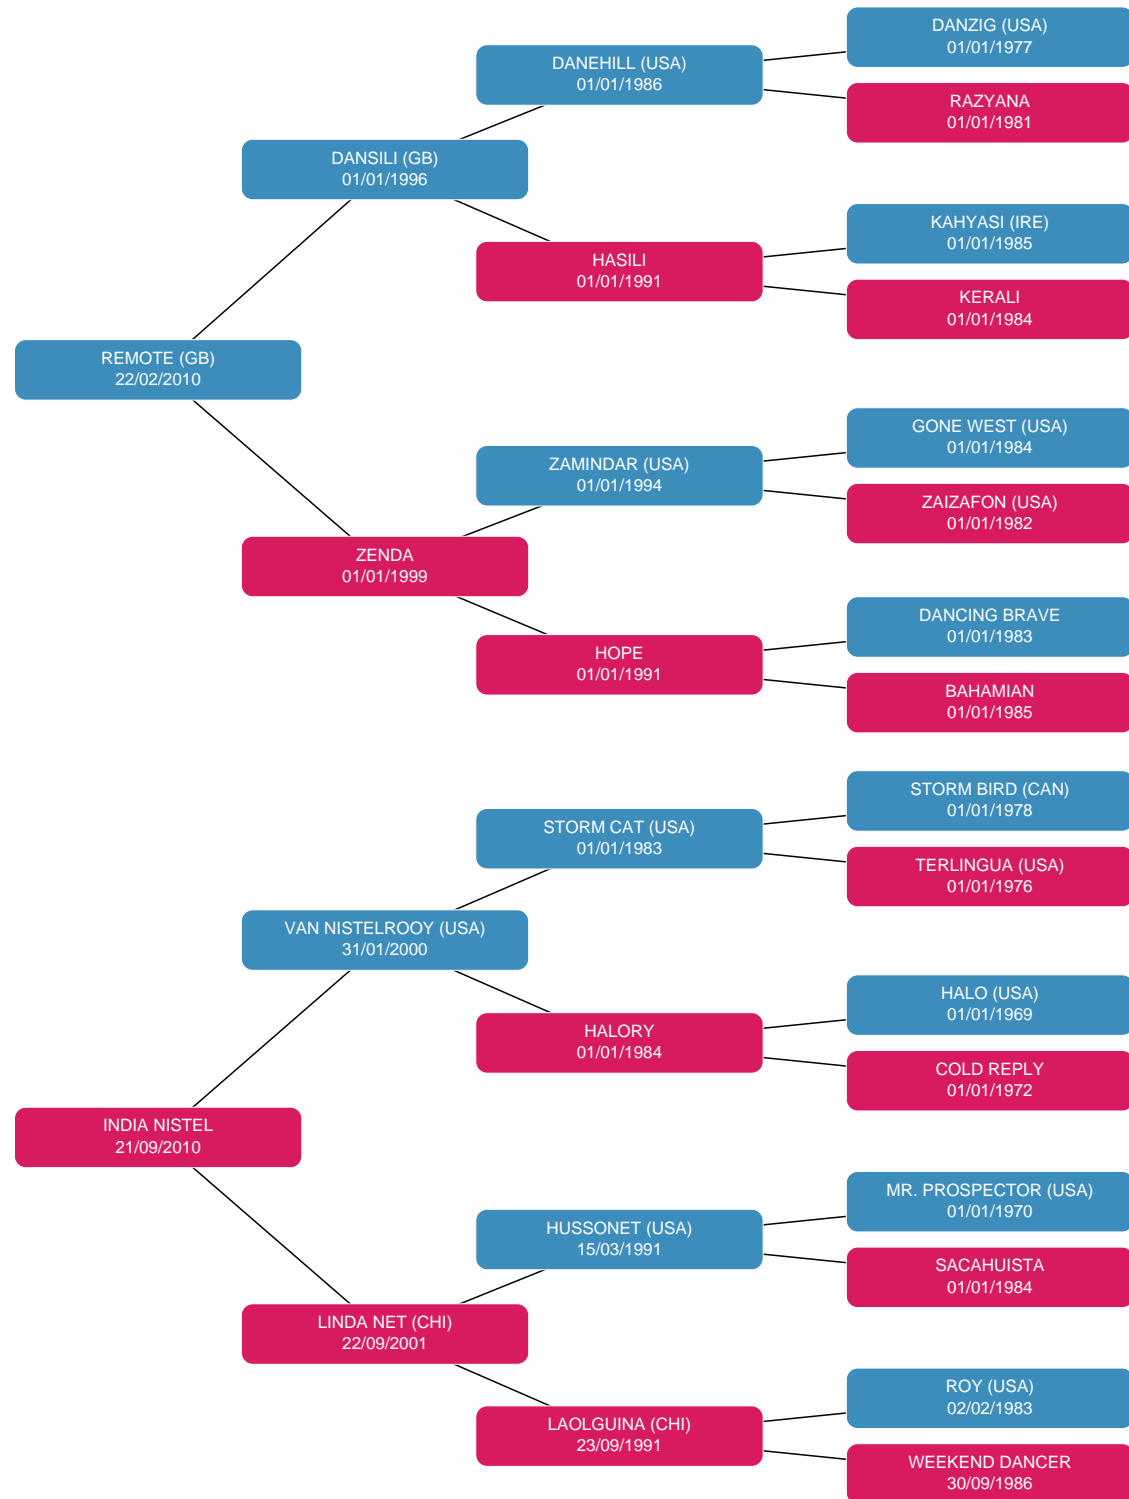 DANZIG (USA)
01/01/1977
DANEHILL (USA)
01/01/1986
RAZYANA
01/01/1981
DANSILI (GB)
01/01/1996
KAHYASI (IRE)
01/01/1985
HASILI
01/01/1991
KERALI
01/01/1984
REMOTE (GB)
22/02/2010
GONE WEST (USA)
01/01/1984
ZAMINDAR (USA)
01/01/1994
ZAIZAFON (USA)
01/01/1982
ZENDA
01/01/1999
DANCING BRAVE
01/01/1983
HOPE
01/01/1991
BAHAMIAN
01/01/1985
STORM BIRD (CAN)
01/01/1978
STORM CAT (USA)
01/01/1983
TERLINGUA (USA)
01/01/1976
VAN NISTELROOY (USA)
31/01/2000
HALO (USA)
01/01/1969
HALORY
01/01/1984
COLD REPLY
01/01/1972
INDIA NISTEL
21/09/2010
MR. PROSPECTOR (USA)
01/01/1970
HUSSONET (USA)
15/03/1991
SACAHUISTA
01/01/1984
LINDA NET (CHI)
22/09/2001
ROY (USA)
02/02/1983
LAOLGUINA (CHI)
23/09/1991
WEEKEND DANCER
30/09/1986